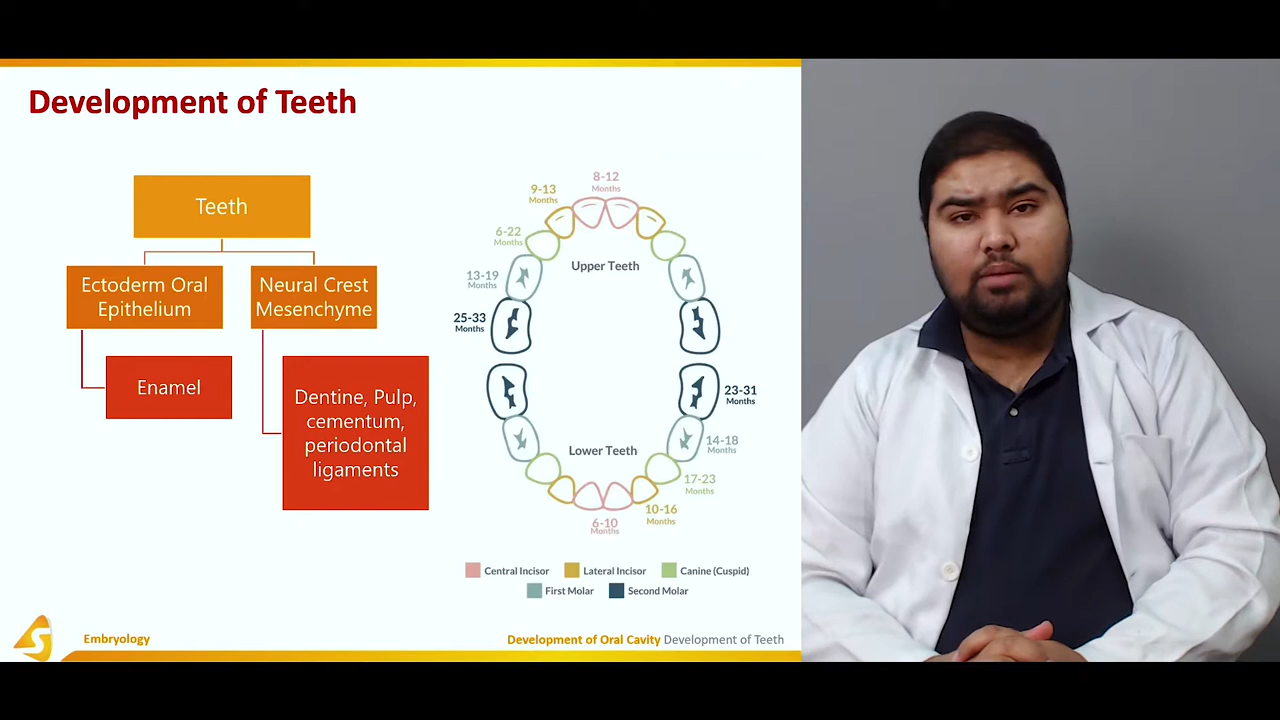 Development of Teeth
Teeth
Ectoderm Oral
Epithelium
Neural Crest
Mesenchyme
Enamel
Dentine, Pulp,
cementum,
periodontal
ligaments
8-12
Months
9-13
Months
6-22
Months
13-19
Months
25-33
Months
Upper Teeth
Lower Teeth
23-31
Months
14-18
Months
17-23
Months
10-16
Months
6-10
Months
Central Incisor
Lateral Incisor
Canine (Cuspid)
First Molar
Second Molar
S
Embryology
Development of Oral Cavity Development of Teeth